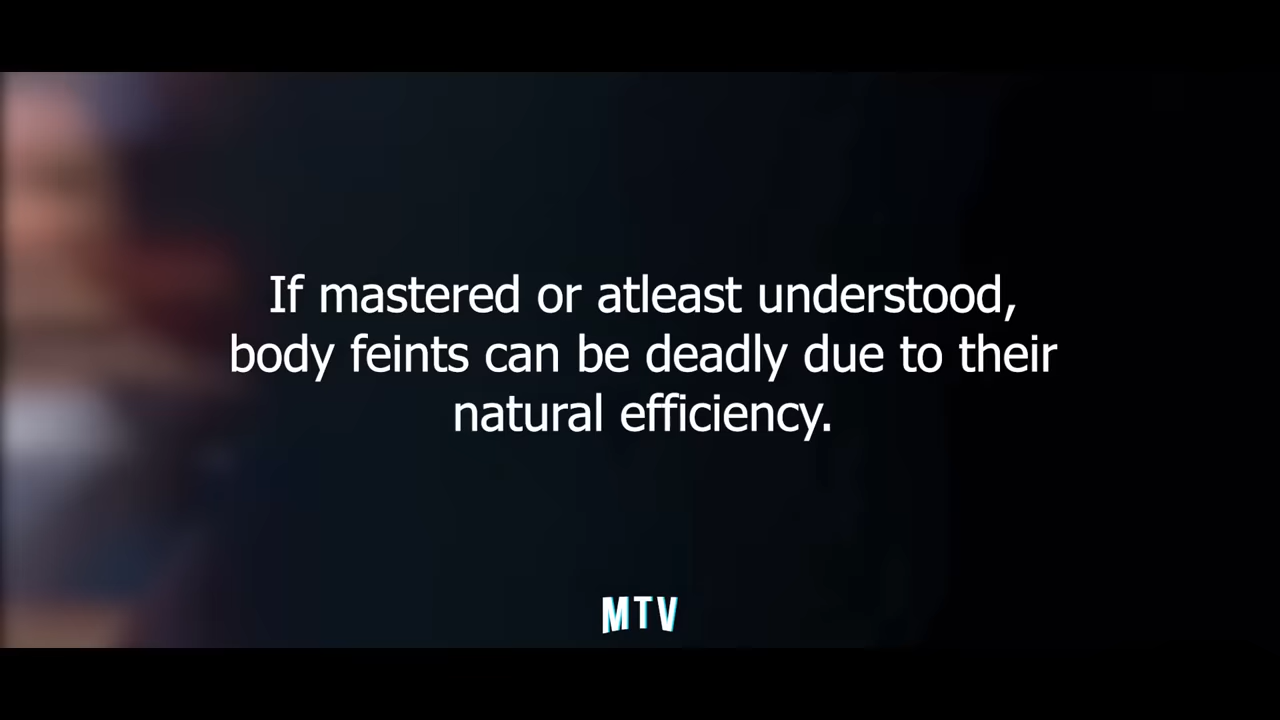 If mastered or atleast understood,
body feints can be deadly due to their
natural efficiency.
MTV